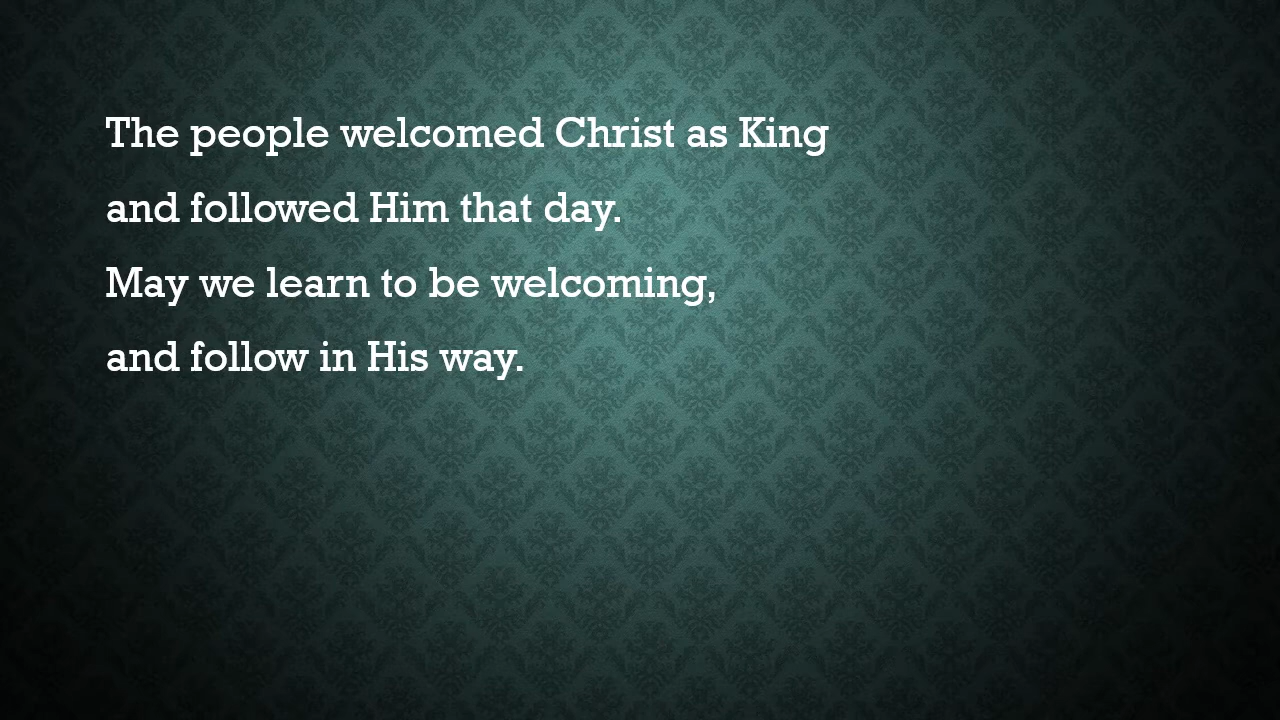 The people welcomed Christ as King
and followed Him that day.
May we learn to be welcoming,
and follow in His way.